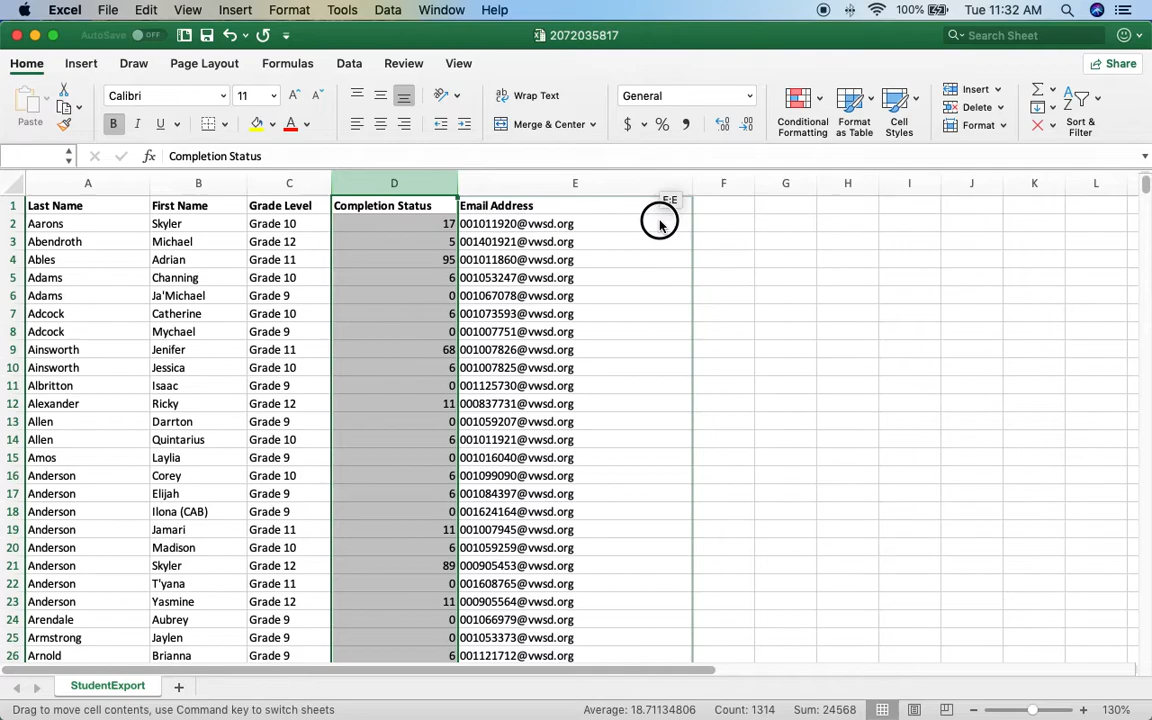 Excel File Edit View Insert Format Tools Data Window Help 100% Tue 11:32 AM
AutoSave OFF 2072035817 Search Sheet
Home Insert Draw Page Layout Formulas Data Review View Share
Paste Calibri 11 A A Wrap Text General Conditional Formatting Format as Table Cell Styles Insert Delete Format Sort & Filter
B I U A Merge & Center $ % 
fx Completion Status
A B C D E F G H I J K L
1 Last Name First Name Grade Level Completion Status Email Address E:E
2 Aarons Skyler Grade 10 17 001011920@vwsd.org
3 Abendroth Michael Grade 12 5 001401921@vwsd.org
4 Ables Adrian Grade 11 95 001011860@vwsd.org
5 Adams Channing Grade 10 6 001053247@vwsd.org
6 Adams Ja'Michael Grade 9 0 001067078@vwsd.org
7 Adcock Catherine Grade 10 6 001073593@vwsd.org
8 Adcock Mychael Grade 9 0 001007751@vwsd.org
9 Ainsworth Jenifer Grade 11 68 001007826@vwsd.org
10 Ainsworth Jessica Grade 10 6 001007825@vwsd.org
11 Albritton Isaac Grade 9 0 001125730@vwsd.org
12 Alexander Ricky Grade 12 11 000837731@vwsd.org
13 Allen Darrton Grade 9 0 001059207@vwsd.org
14 Allen Quintarius Grade 10 6 001011921@vwsd.org
15 Amos Laylia Grade 9 0 001016040@vwsd.org
16 Anderson Corey Grade 10 6 001099090@vwsd.org
17 Anderson Elijah Grade 9 6 001084397@vwsd.org
18 Anderson Ilona (CAB) Grade 9 0 001624164@vwsd.org
19 Anderson Jamari Grade 11 11 001007945@vwsd.org
20 Anderson Madison Grade 10 6 001059259@vwsd.org
21 Anderson Skyler Grade 12 89 000905453@vwsd.org
22 Anderson T'yana Grade 11 0 001608765@vwsd.org
23 Anderson Yasmine Grade 12 11 000905564@vwsd.org
24 Arendale Aubrey Grade 9 0 001066979@vwsd.org
25 Armstrong Jaylen Grade 9 0 001053373@vwsd.org
26 Arnold Brianna Grade 9 6 001121712@vwsd.org
StudentExport
Drag to move cell contents, use Command key to switch sheets Average: 18.71134806 Count: 1314 Sum: 24568 130%